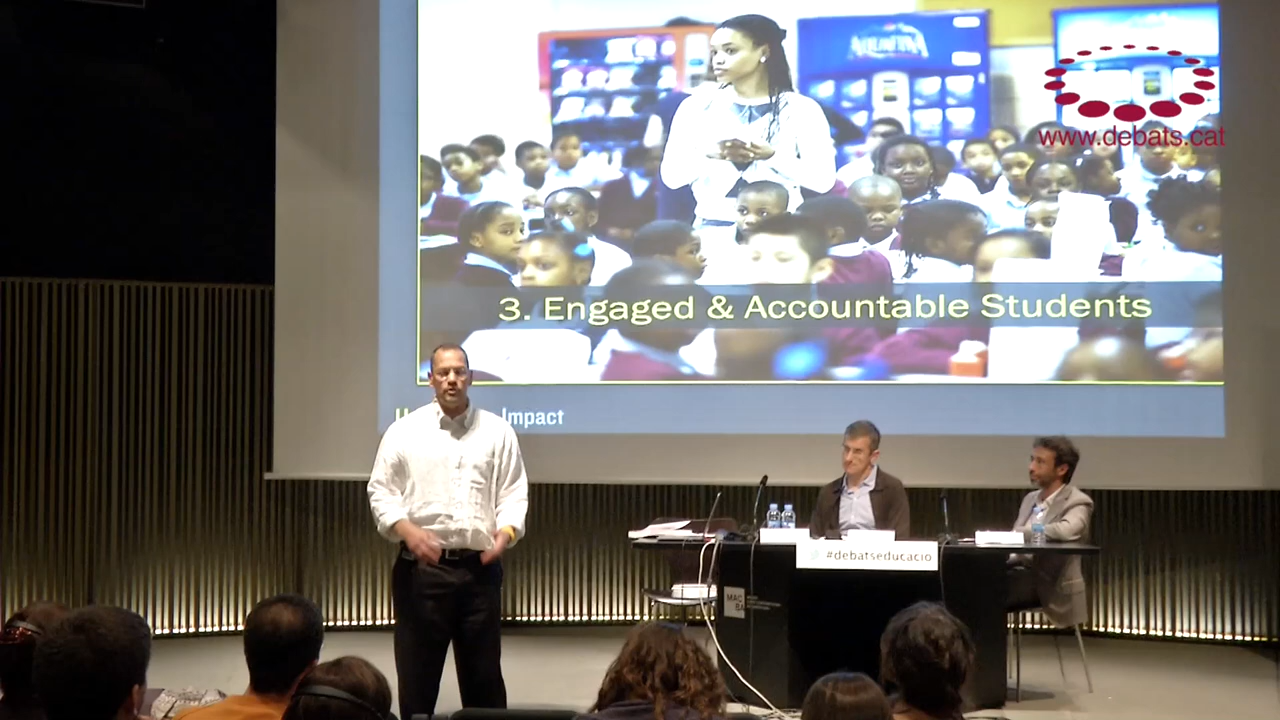 AQUAFINA
www.debats.cat
3. Engaged & Accountable Students
Impact
#debatseducacio
MAC
BA